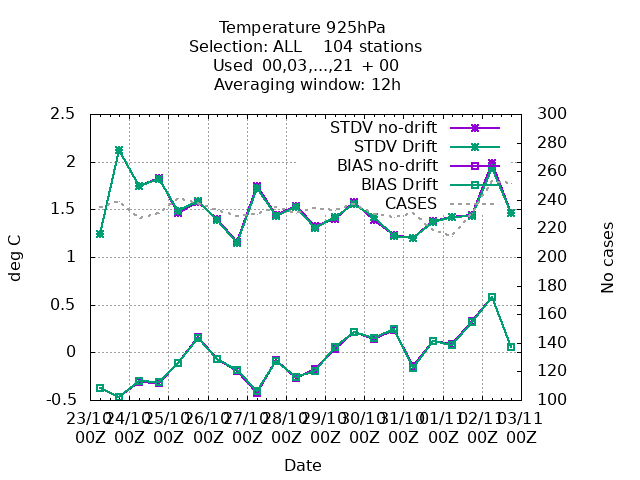 Temperature 925hPa
Selection: ALL 104 stations
Used 00,03,...,21 + 00
Averaging window: 12h
2.5
2
1.5
1
0.5
0
-0.5
300
280
260
240
220
200
180
160
140
120
100
STDV no-drift
STDV Drift
BIAS no-drift
BIAS Drift
CASES
deg C
No cases
23/10 24/10 25/10 26/10 27/10 28/10 29/10 30/10 31/10 01/11 02/11 03/11
00Z 00Z 00Z 00Z 00Z 00Z 00Z 00Z 00Z 00Z 00Z 00Z
Date